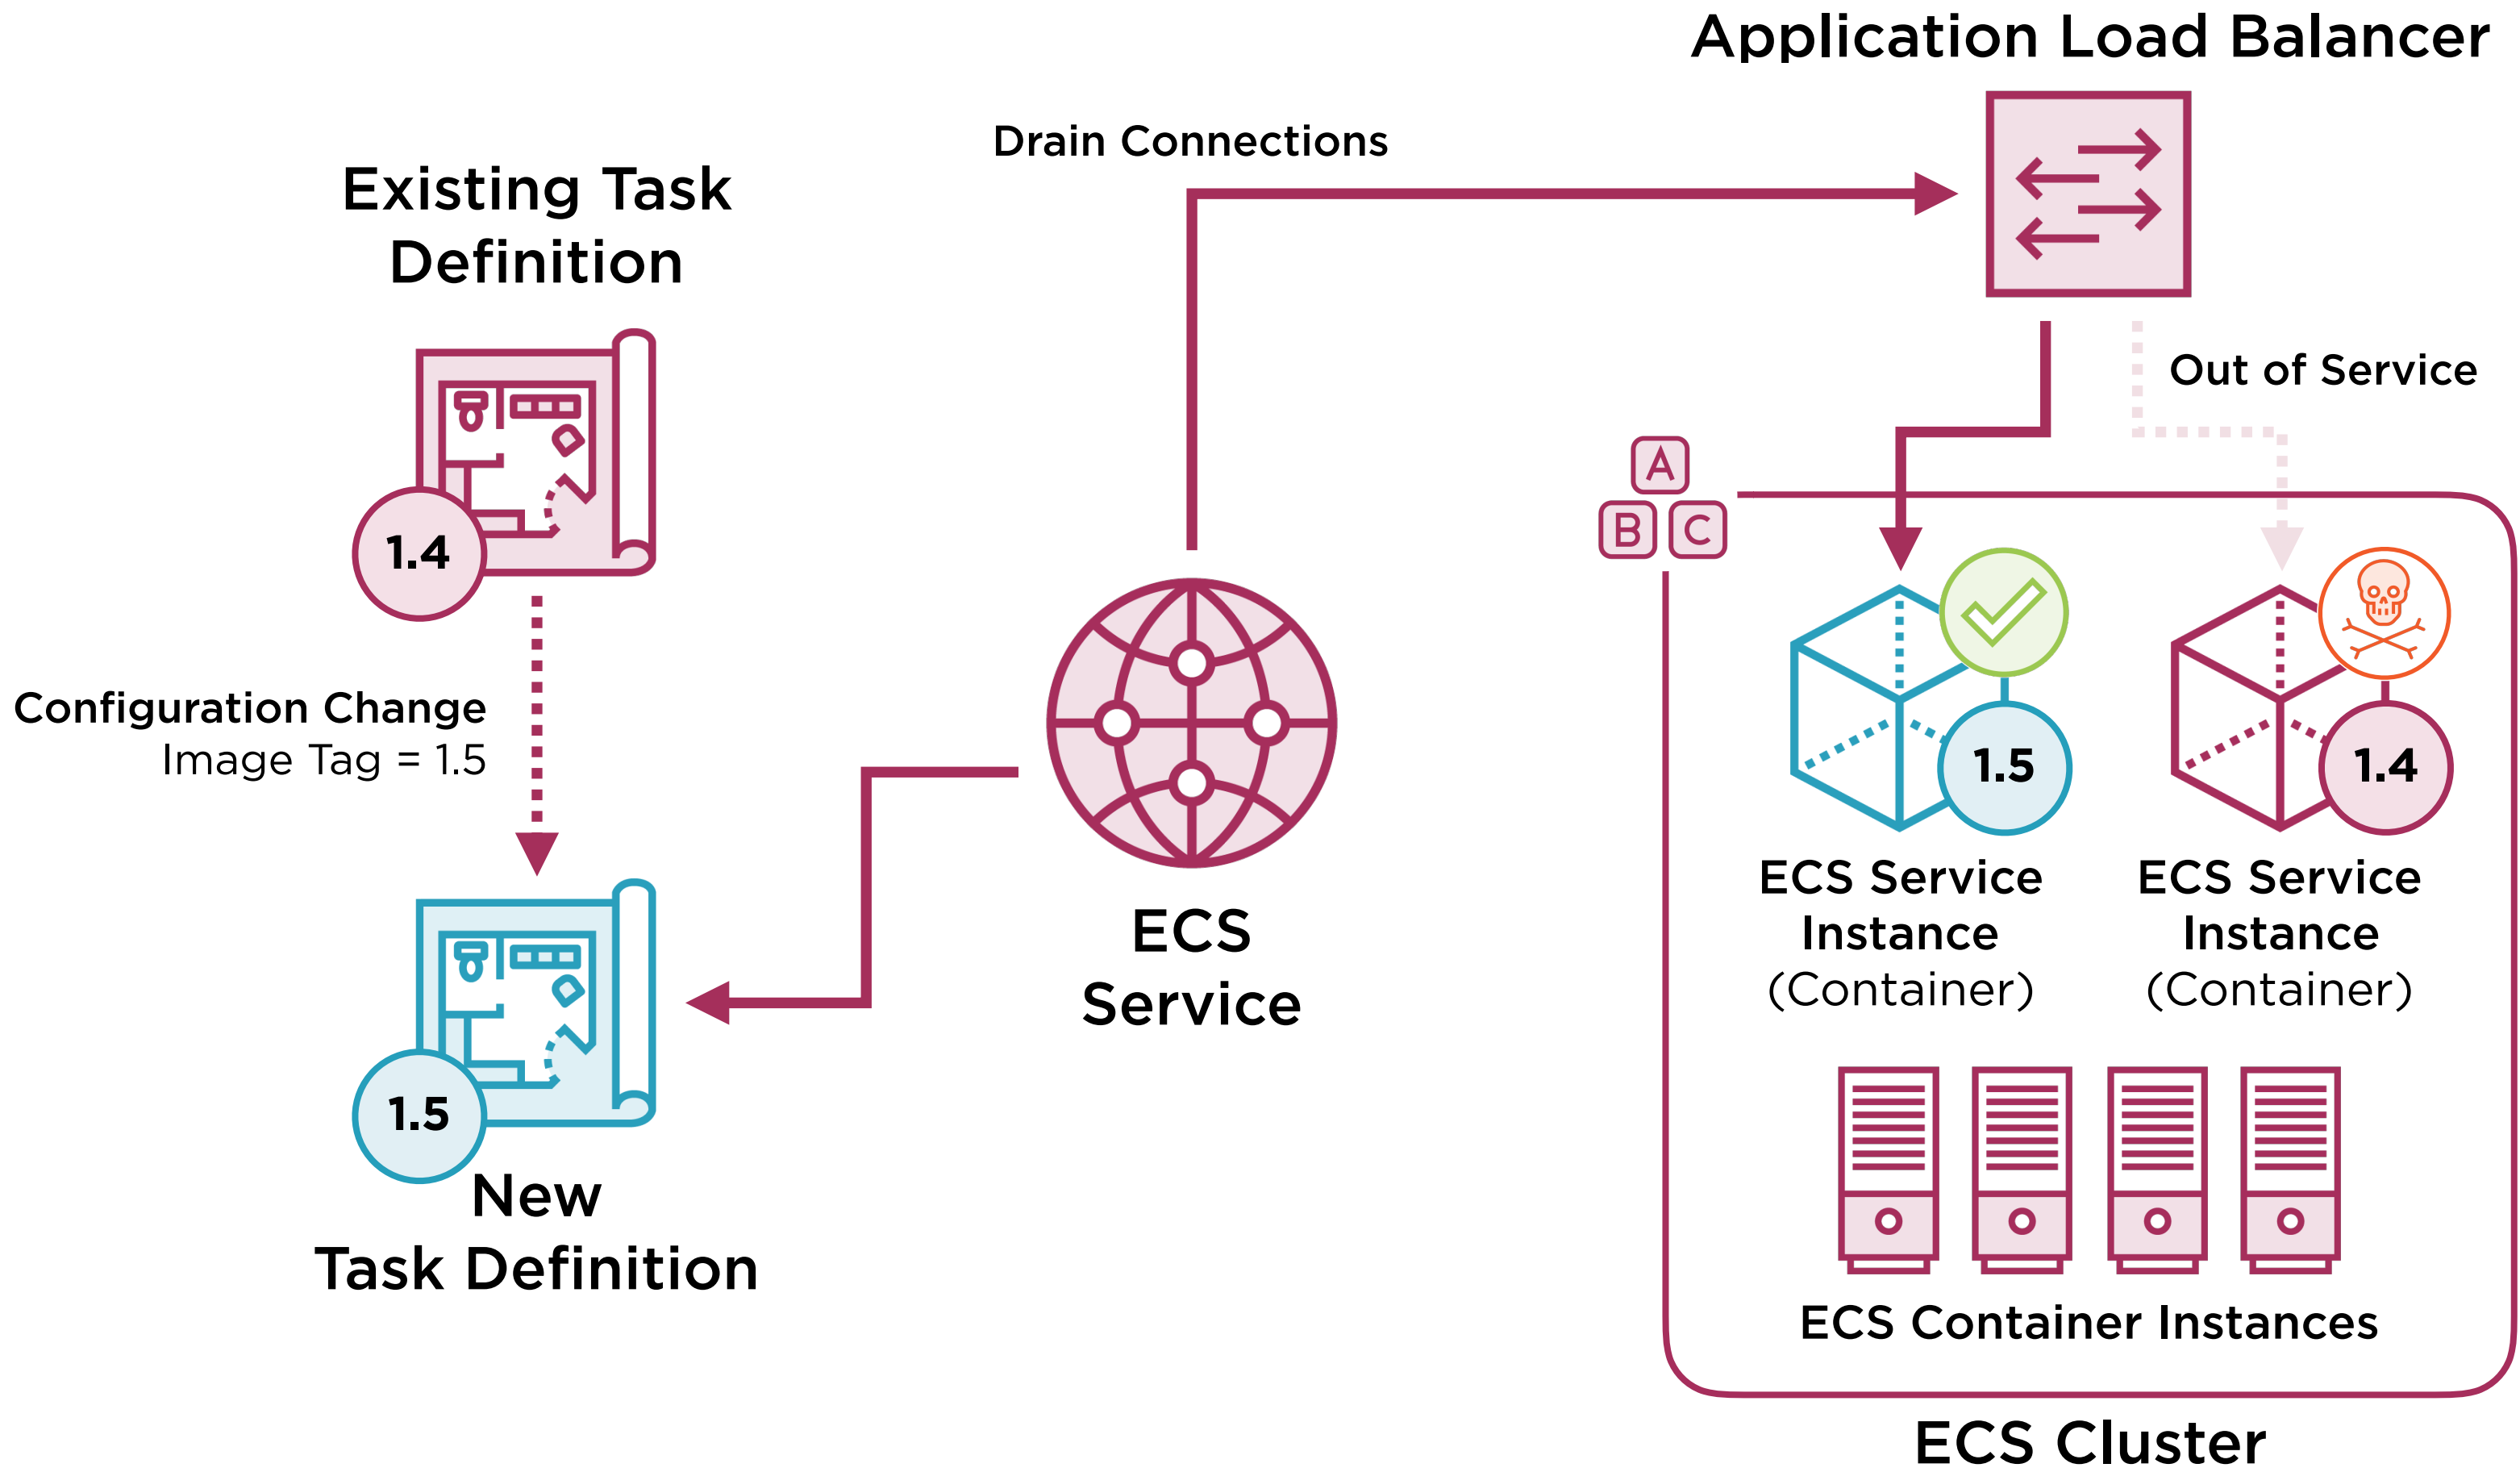 Application Load Balancer
Drain Connections
Existing Task
Definition
1.4
Configuration Change
Image Tag = 1.5
1.5
New
Task Definition
ECS
Service
Out of Service
A
B C
1.5
1.4
ECS Service
Instance
(Container)
ECS Service
Instance
(Container)
ECS Container Instances
ECS Cluster